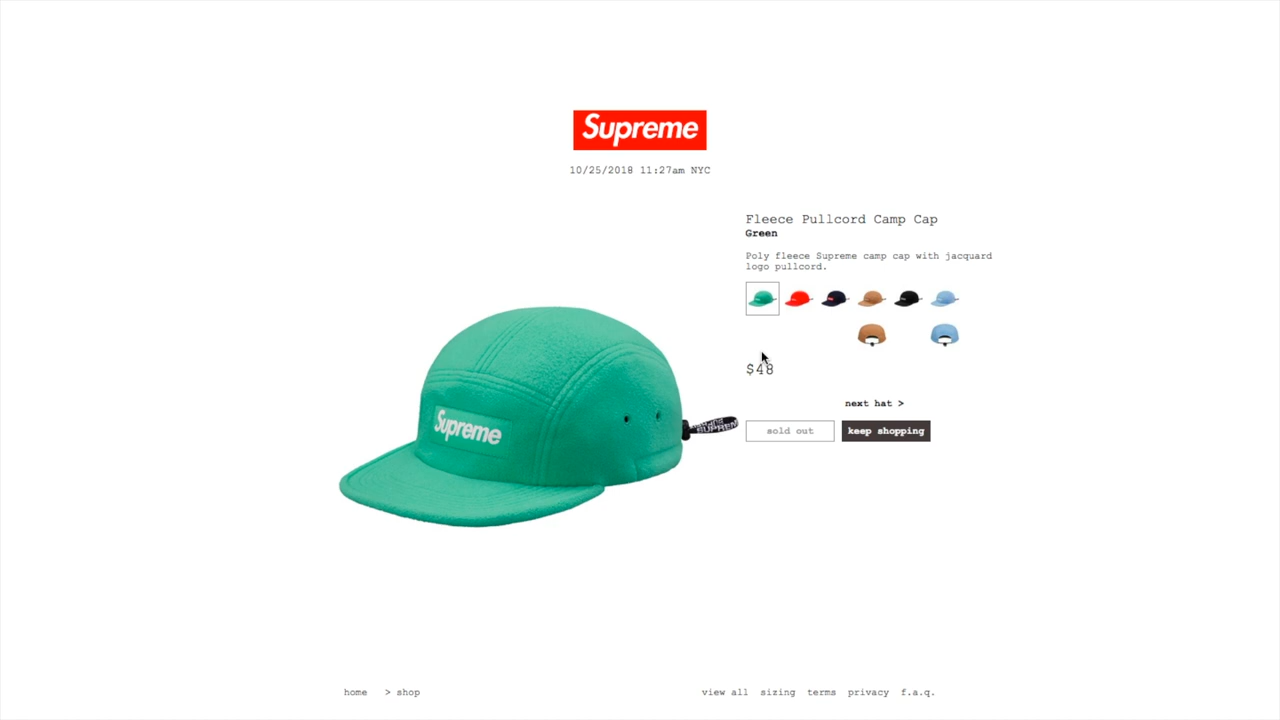 Supreme
10/25/2018 11:27am NYC
Fleece Pullcord Camp Cap
Green
Poly fleece Supreme camp cap with jacquard
logo pullcord.
$48
next hat >
sold out keep shopping
Supreme
home > shop view all sizing terms privacy f.a.q.